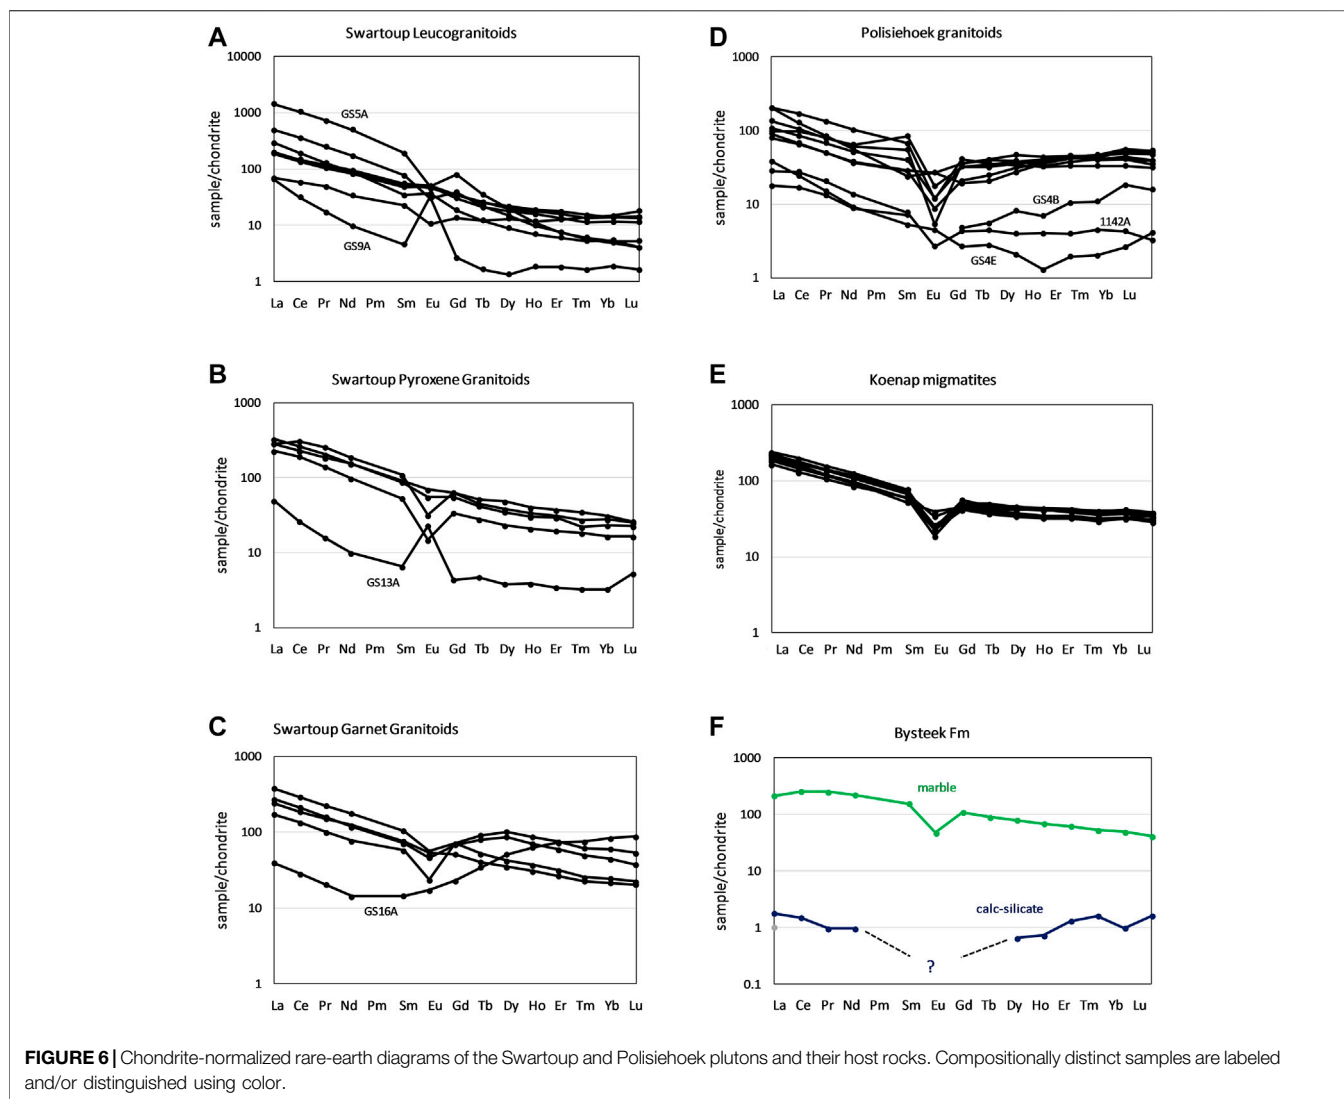 A
Swartoup Leucogranitoids
sample/chondrite
10000
1000
100
10
1
GS5A
GS9A
La Ce Pr Nd Pm Sm Eu Gd Tb Dy Ho Er Tm Yb Lu
B
Swartoup Pyroxene Granitoids
sample/chondrite
1000
100
10
1
GS13A
La Ce Pr Nd Pm Sm Eu Gd Tb Dy Ho Er Tm Yb Lu
C
Swartoup Garnet Granitoids
sample/chondrite
1000
100
10
1
GS16A
La Ce Pr Nd Pm Sm Eu Gd Tb Dy Ho Er Tm Yb Lu
D
Polisiehoek granitoids
sample/chondrite
1000
100
10
1
GS4B
1142A
GS4E
La Ce Pr Nd Pm Sm Eu Gd Tb Dy Ho Er Tm Yb Lu
E
Koenap migmatites
sample/chondrite
1000
100
10
1
La Ce Pr Nd Pm Sm Eu Gd Tb Dy Ho Er Tm Yb Lu
F
Bysteek Fm
sample/chondrite
1000
100
10
1
0.1
marble
calc-silicate
?
La Ce Pr Nd Pm Sm Eu Gd Tb Dy Ho Er Tm Yb Lu
FIGURE 6 | Chondrite-normalized rare-earth diagrams of the Swartoup and Polisiehoek plutons and their host rocks. Compositionally distinct samples are labeled
and/or distinguished using color.